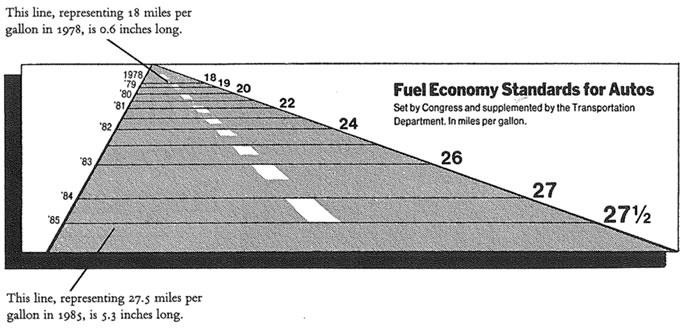 This line, representing 18 miles per
gallon in 1978, is 0.6 inches long.
Fuel Economy Standards for Autos
Set by Congress and supplemented by the Transportation
Department. In miles per gallon.
1978 18
'79 19
'80 20
'81 22
'82 24
'83 26
'84 27
'85 27½
This line, representing 27.5 miles per
gallon in 1985, is 5.3 inches long.